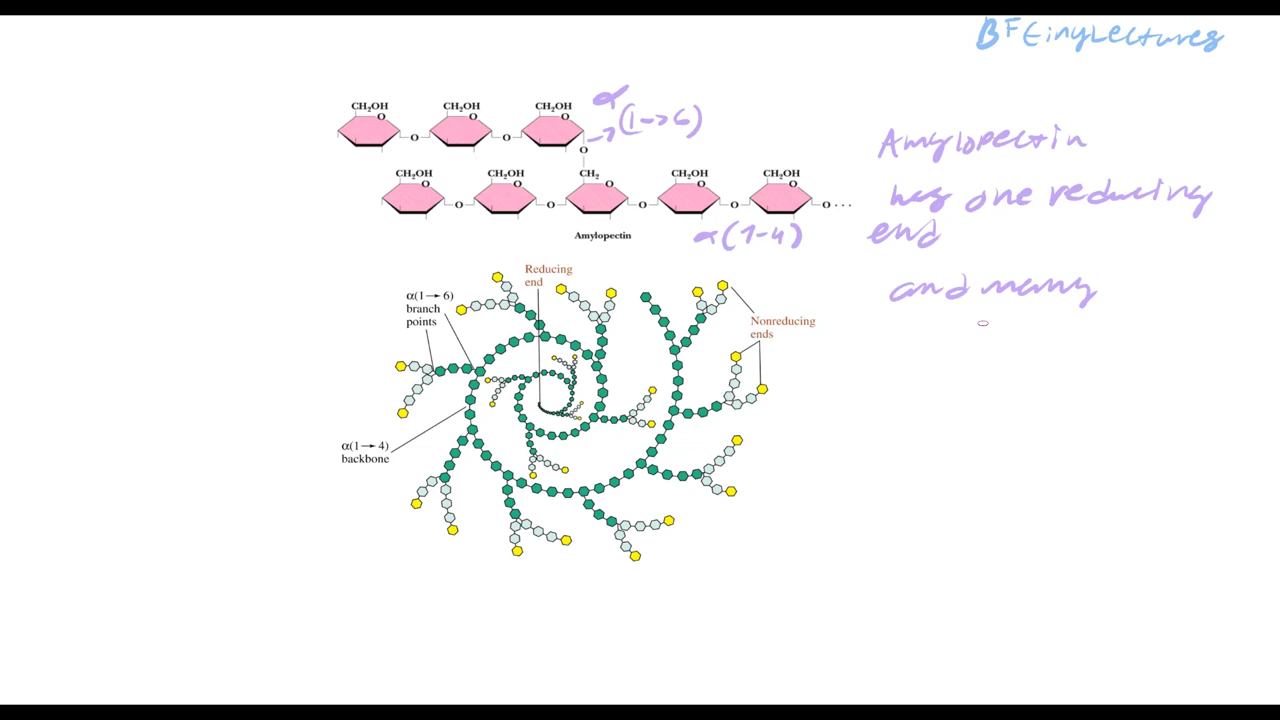 BFEinyLectures
CH₂OH CH₂OH CH₂OH
O O O
α
(1->6)
->
O O O
CH₂OH CH₂OH CH₂ CH₂OH CH₂OH
O O O O O
O O O O O ...
Amylopectin
α(1-4)
Amylopectin
has one reducing
end
and many
Reducing
end
α(1→6)
branch
points
Nonreducing
ends
α(1→4)
backbone